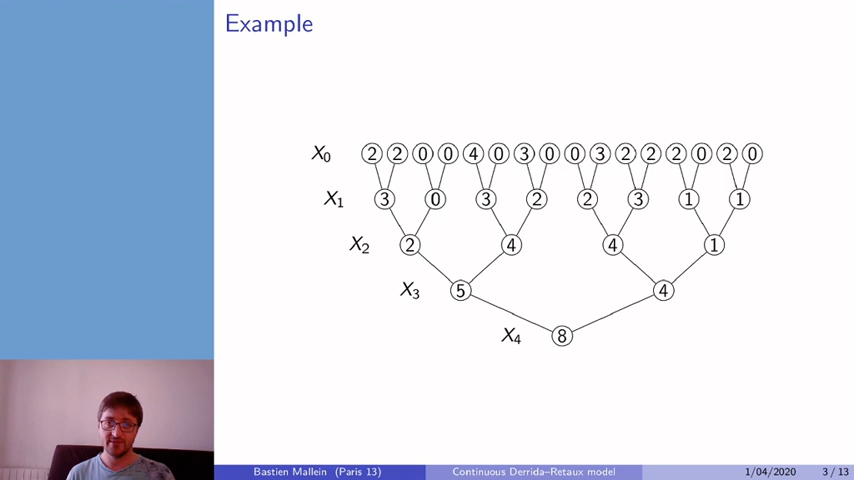 Example
X0 2 2 0 0 4 0 3 0 0 3 2 2 2 0 2 0
X1 3 0 3 2 2 3 1 1
X2 2 4 4 1
X3 5 4
X4 8
Bastien Mallein (Paris 13) Continuous Derrida–Retaux model 1/04/2020 3 / 13